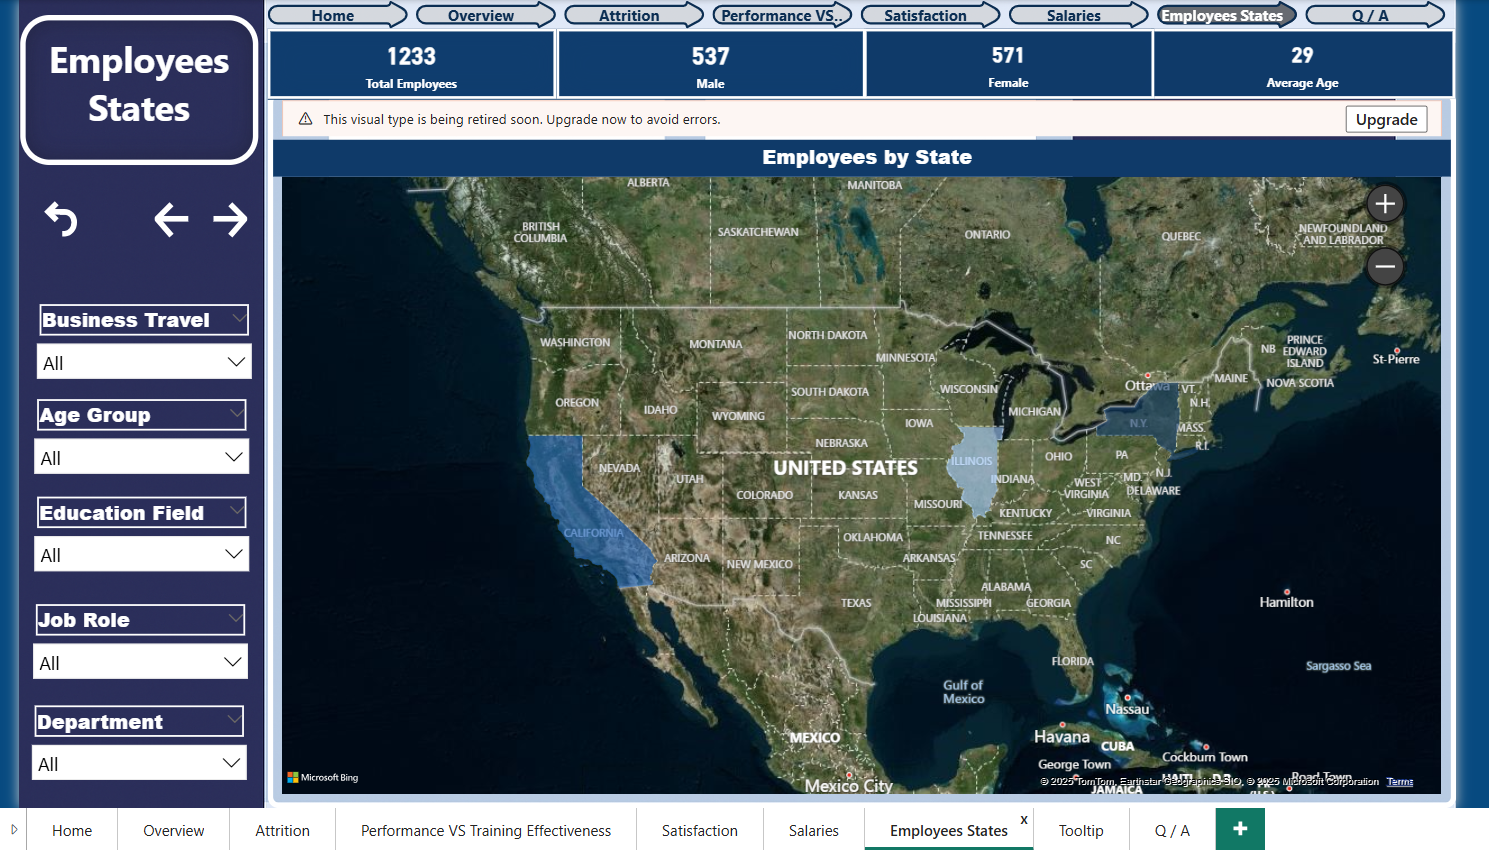 Employees
States
Home
Overview
Attrition
Performance VS..
Satisfaction
Salaries
Employees States
Q / A
1233
Total Employees
537
Male
571
Female
29
Average Age
This visual type is being retired soon. Upgrade now to avoid errors.
Upgrade
Employees by State
Business Travel
All
Age Group
All
Education Field
All
Job Role
All
Department
All
ALBERTA
MANITOBA
BRITISH
COLUMBIA
SASKATCHEWAN
ONTARIO
QUEBEC
NEWFOUNDLAND
AND LABRADOR
WASHINGTON
MONTANA
NORTH DAKOTA
MINNESOTA
NB
PRINCE
EDWARD
ISLAND
St-Pierre
OREGON
IDAHO
WYOMING
SOUTH DAKOTA
WISCONSIN
MICHIGAN
Ottawa
VT.
MAINE
NOVA SCOTIA
N.H.
IOWA
N.Y.
MASS
R.I.
NEBRASKA
NEVADA
UTAH
UNITED STATES
ILLINOIS
INDIANA
OHIO
PA
N.J.
MD
DELAWARE
COLORADO
KANSAS
MISSOURI
WEST
VIRGINIA
KENTUCKY
VIRGINIA
CALIFORNIA
ARIZONA
NEW MEXICO
OKLAHOMA
ARKANSAS
TENNESSEE
NC
SC
TEXAS
ALABAMA
MISSISSIPPI
GEORGIA
LOUISIANA
Hamilton
FLORIDA
Sargasso Sea
Gulf of
Mexico
Nassau
MEXICO
Havana
CUBA
Cockburn Town
George Town
Mexico City
JAMAICA
HAITI
D.R.
Road Town
PR
(U.S.)
Microsoft Bing
© 2025 TomTom, Earthstar Geographics SIO, © 2025 Microsoft Corporation
Terms
Home
Overview
Attrition
Performance VS Training Effectiveness
Satisfaction
Salaries
Employees States
x
Tooltip
Q / A
+